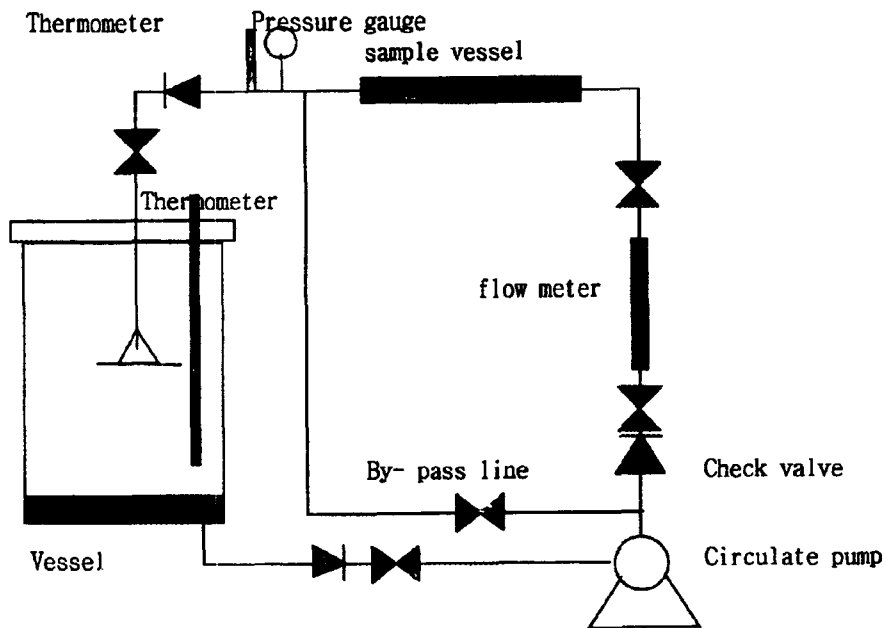 Thermometer
Pressure gauge
sample vessel
Thermometer
flow meter
By- pass line
Check valve
Vessel
Circulate pump